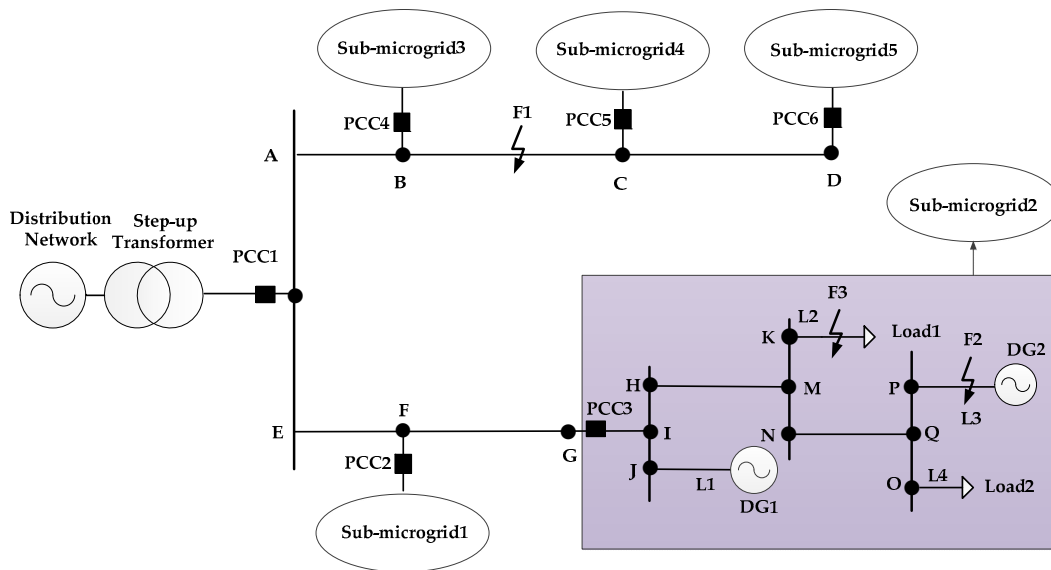 Sub-microgrid3
Sub-microgrid4
Sub-microgrid5
PCC4
F1
PCC5
PCC6
A
B
C
D
Distribution
Network
Step-up
Transformer
PCC1
Sub-microgrid2
F3
L2
K
Load1
F2
DG2
H
M
P
L3
F
PCC3
E
I
N
Q
G
PCC2
J
L1
DG1
O
L4
Load2
Sub-microgrid1